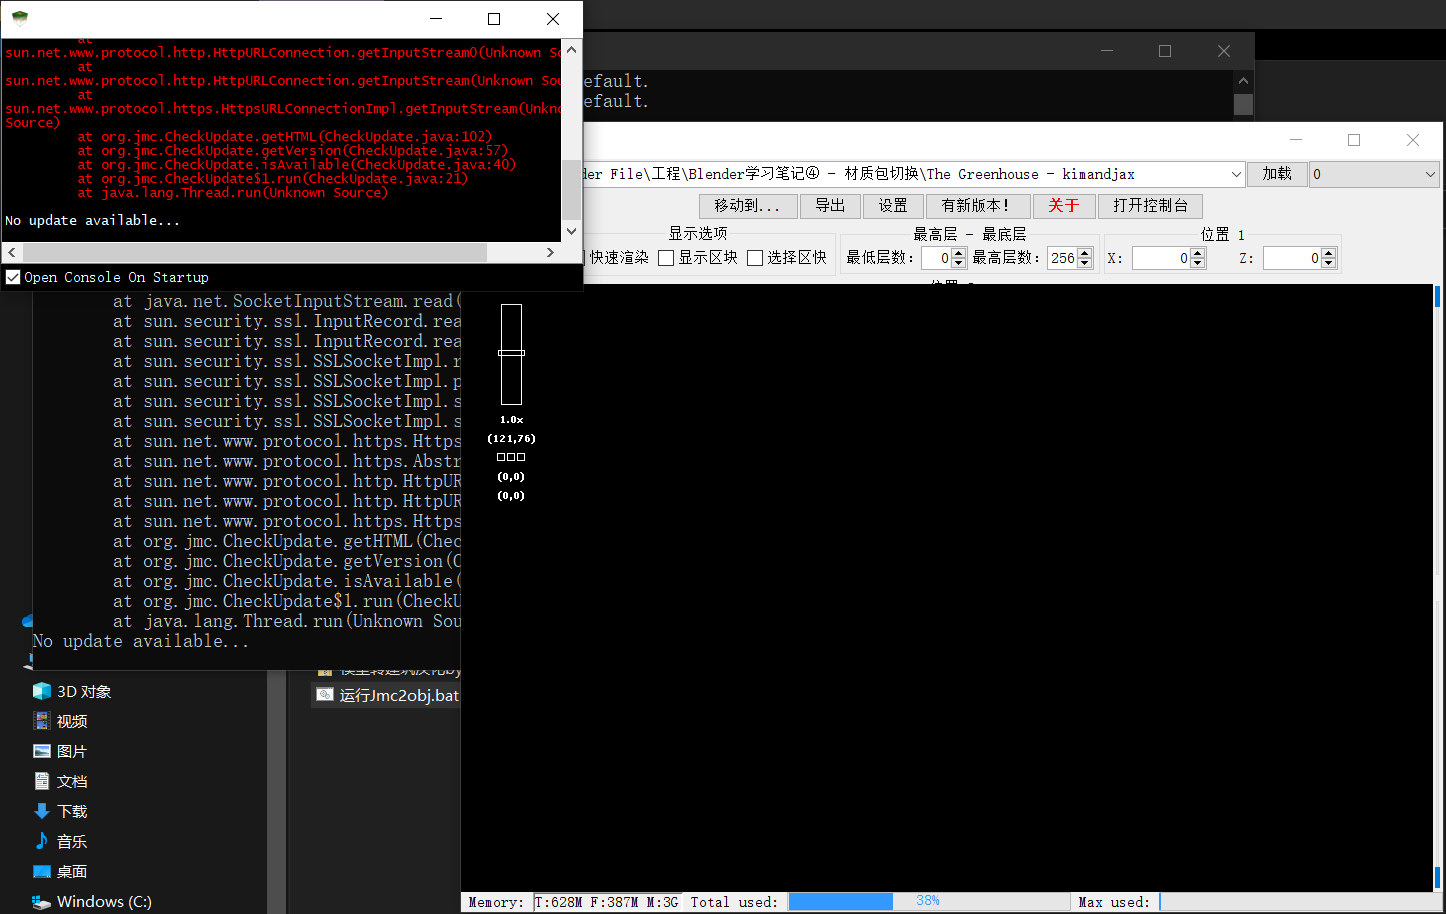 at
sun.net.www.protocol.http.HttpURLConnection.getInputStream0(Unknown
at
sun.net.www.protocol.http.HttpURLConnection.getInputStream(Unknown
at
sun.net.www.protocol.https.HttpsURLConnectionImpl.getInputStream(Unkno
Source)
at org.jmc.CheckUpdate.getHTML(CheckUpdate.java:102)
at org.jmc.CheckUpdate.getVersion(CheckUpdate.java:57)
at org.jmc.CheckUpdate.isAvailable(CheckUpdate.java:40)
at org.jmc.CheckUpdate$1.run(CheckUpdate.java:21)
at java.lang.Thread.run(Unknown Source)
No update available...
Open Console On Startup
efault.
efault.
der File\工程\Blender学习笔记④ - 材质包切换\The Greenhouse - kimandjax
加载
0
移动到...
导出
设置
有新版本!
关于
打开控制台
显示选项
快速渲染
显示区块
选择区快
最高层 - 最底层
最低层数: 0
最高层数: 256
位置 1
X: 0
Z: 0
1.0x
(121,76)
□□□
(0,0)
(0,0)
at java.net.SocketInputStream.read(
at sun.security.ssl.InputRecord.rea
at sun.security.ssl.InputRecord.rea
at sun.security.ssl.SSLSocketImpl.r
at sun.security.ssl.SSLSocketImpl.p
at sun.security.ssl.SSLSocketImpl.s
at sun.security.ssl.SSLSocketImpl.s
at sun.net.www.protocol.https.Https
at sun.net.www.protocol.https.Abstr
at sun.net.www.protocol.http.HttpUR
at sun.net.www.protocol.http.HttpUR
at sun.net.www.protocol.https.Https
at org.jmc.CheckUpdate.getHTML(Chec
at org.jmc.CheckUpdate.getVersion(C
at org.jmc.CheckUpdate.isAvailable(
at org.jmc.CheckUpdate$1.run(CheckU
at java.lang.Thread.run(Unknown Sou
No update available...
运行Jmc2obj.bat
3D 对象
视频
图片
文档
下载
音乐
桌面
Windows (C:)
Memory: T:628M F:387M M:3G Total used: 38% Max used: